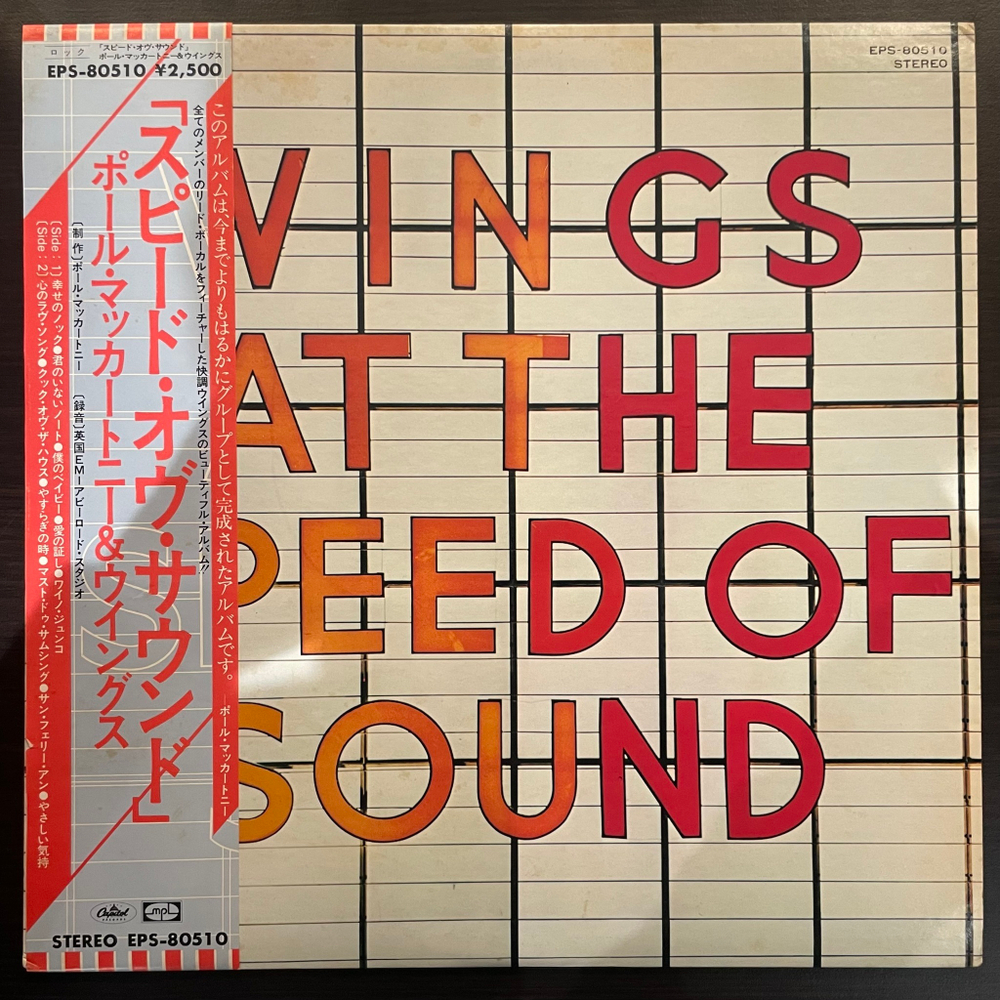 ロック
「スピード・オヴ・サウンド」
ポール・マッカートニー&ウイングス
EPS-80510 ¥2,500
このアルバムは、今までよりもはるかにグループとして完成されたアルバムです。 —ポール・マッカートニー
全てのメンバーのリード・ボーカルをフィーチャーした快調ウイングスのビューティフル・アルバム!!
「スピード・オヴ・サウンド」
ポール・マッカートニー&ウイングス
〔制作〕ポール・マッカートニー 〔録音〕英国EMIアビーロード・スタジオ
〔Side: 1〕幸せのノック●君のいないノート●僕のベイビー●愛の証し●ワイノ・ジュンコ
〔Side: 2〕心のラヴ・ソング●クック・オヴ・ザ・ハウス●やすらぎの時●マスト・ドゥ・サムシング●サン・フェリー・アン●やさしい気持
Capitol
RECORDS
mpl
STEREO EPS-80510
EPS-80510
STEREO
WINGS
AT THE
SPEED OF
SOUND